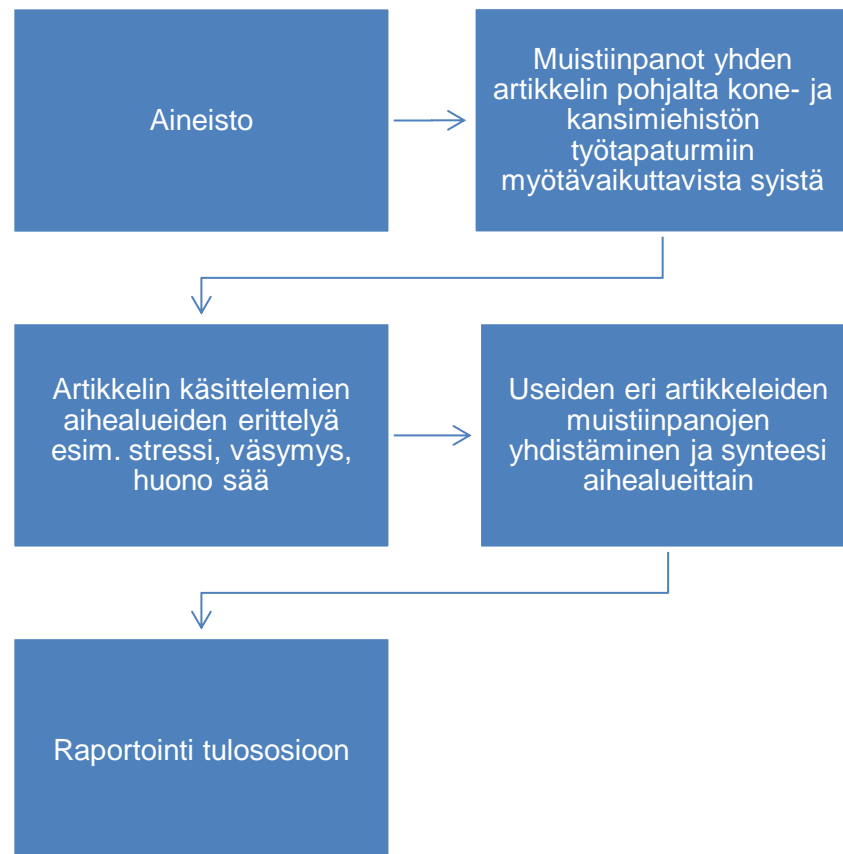 Aineisto
Muistiinpanot yhden
artikkelin pohjalta kone- ja
kansimiehistön
työtapaturmiin
myötävaikuttavista syistä
Artikkelin käsittelemien
aihealueiden erittelyä
esim. stressi, väsymys,
huono sää
Useiden eri artikkeleiden
muistiinpanojen
yhdistäminen ja synteesi
aihealueittain
Raportointi tulososioon